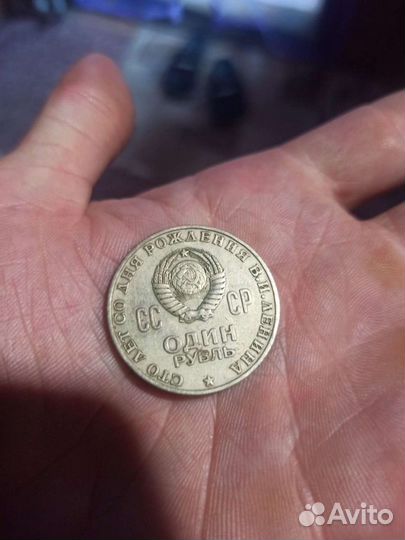 СТО ЛЕТ СО ДНЯ РОЖДЕНИЯ В.И.ЛЕНИНА
СС СР
ОДИН
РУБЛЬ
Avito